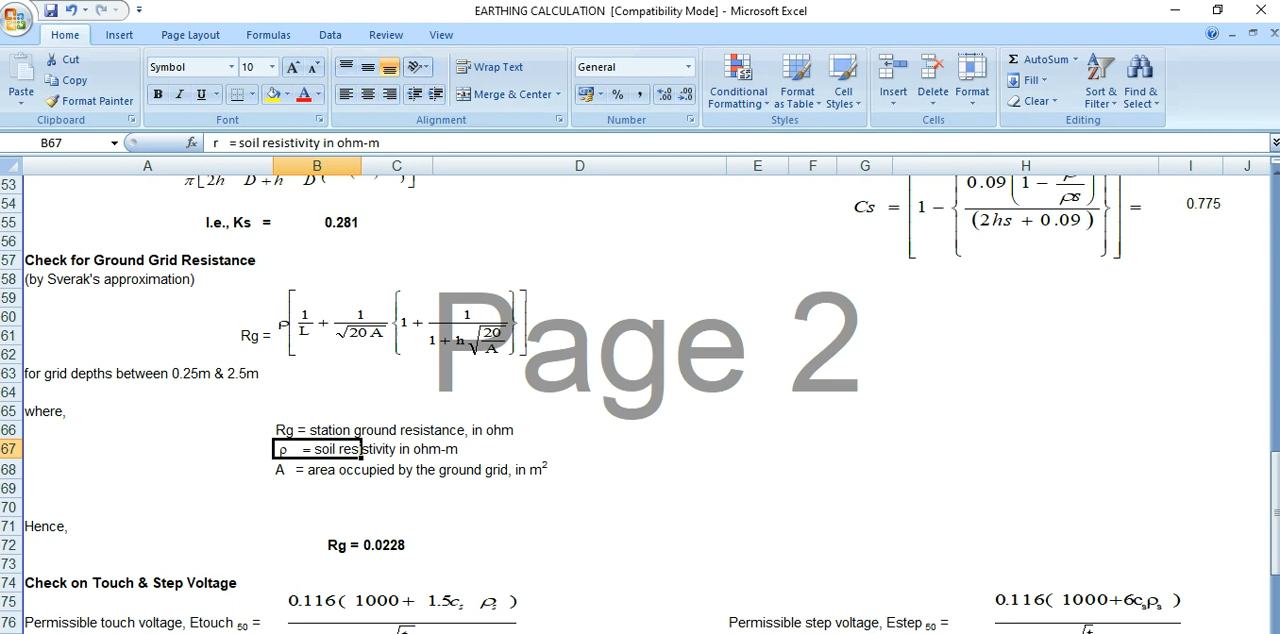 EARTHING CALCULATION [Compatibility Mode] - Microsoft Excel
Home Insert Page Layout Formulas Data Review View
Paste Cut Copy Format Painter Clipboard
Symbol 10 A A B I U A Font
Wrap Text Merge & Center Alignment
General % , Number
Conditional Formatting Format as Table Cell Styles Styles
Insert Delete Format Cells
Σ AutoSum Fill Clear Sort & Filter Find & Select Editing
B67 fx r = soil resistivity in ohm-m
A B C D E F G H I J
53 π[2h D+h D( )]
54 Cs = [1 - {0.09 (1 - ρ/ρs) / (2hs + 0.09)}] = 0.775
55 I.e., Ks = 0.281
56
57 Check for Ground Grid Resistance
58 (by Sverak's approximation)
59
60
61 Rg = ρ[1/L + 1/√20 A {1 + 1/1 + h√20/A}]
62
63 for grid depths between 0.25m & 2.5m
Page 2
64
65 where,
66 Rg = station ground resistance, in ohm
67 ρ = soil resistivity in ohm-m
68 A = area occupied by the ground grid, in m²
69
70
71 Hence,
72 Rg = 0.0228
73
74 Check on Touch & Step Voltage
75 0.116( 1000+ 1.5cₛ ρₛ ) 0.116( 1000+6cₛρₛ )
76 Permissible touch voltage, Etouch 50 = √t Permissible step voltage, Estep 50 = √t